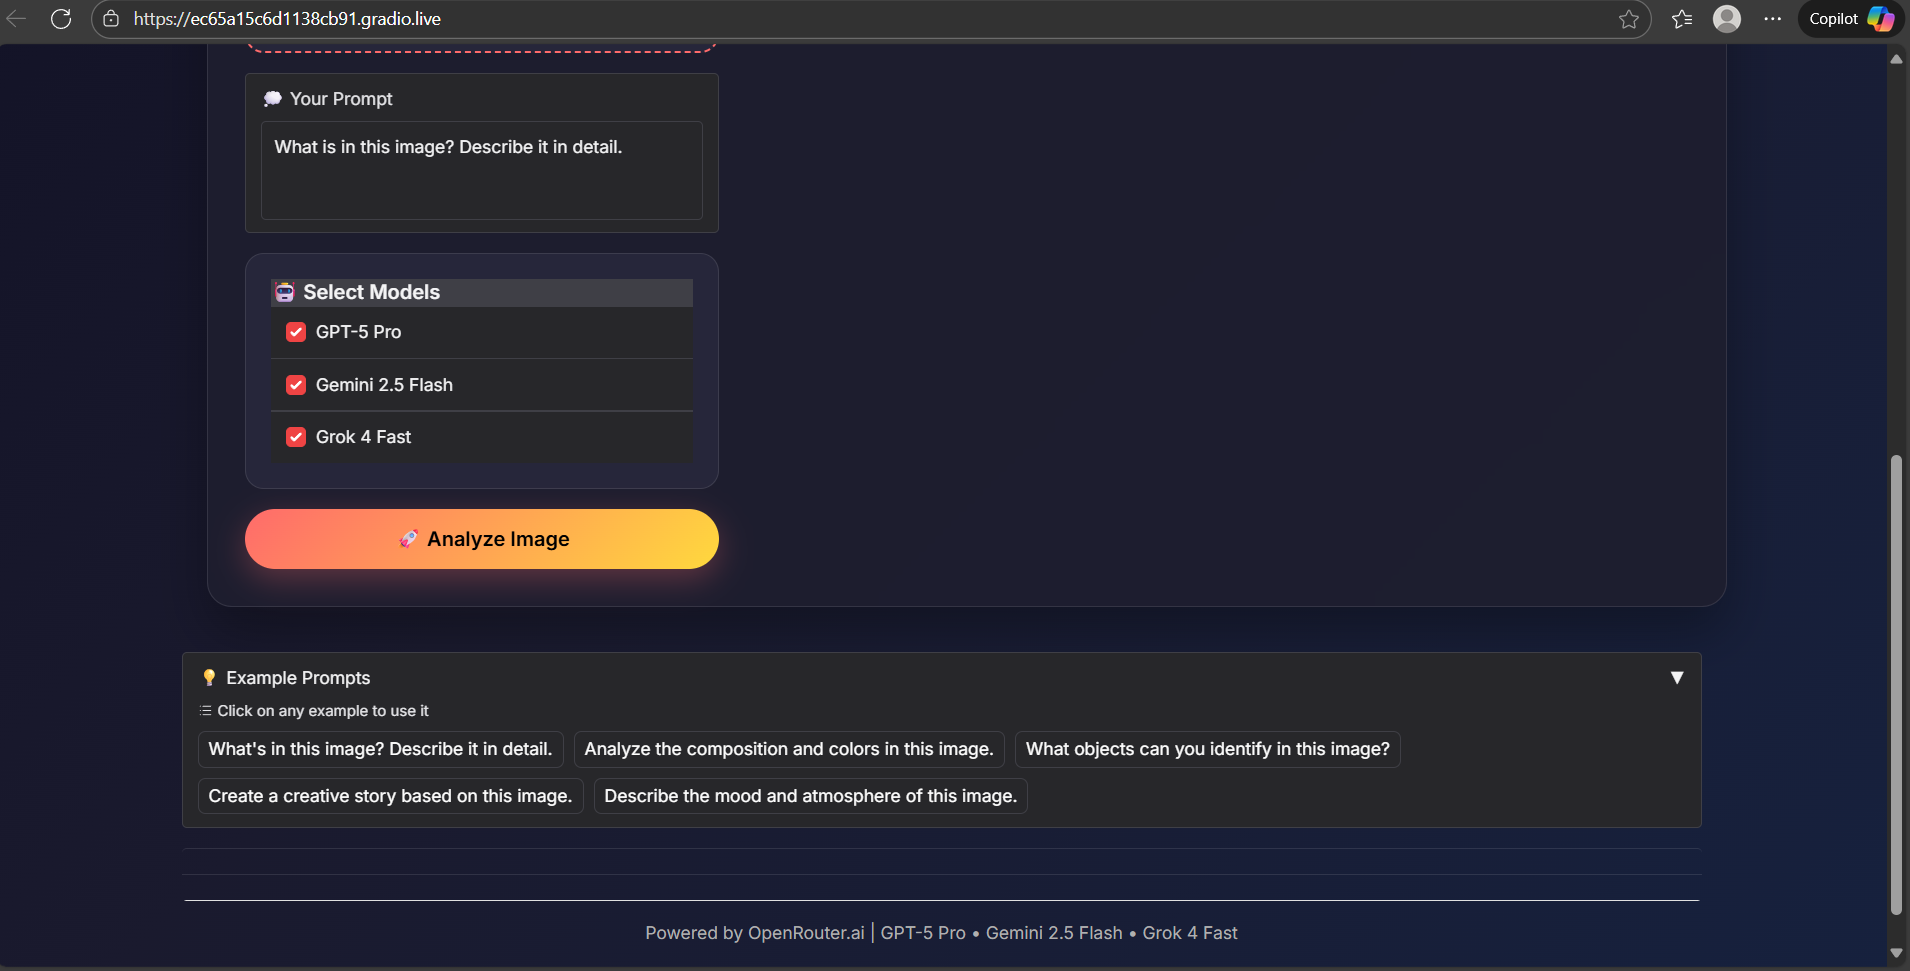 https://ec65a15c6d1138cb91.gradio.live
Copilot
Your Prompt
What is in this image? Describe it in detail.
Select Models
GPT-5 Pro
Gemini 2.5 Flash
Grok 4 Fast
Analyze Image
Example Prompts
Click on any example to use it
What's in this image? Describe it in detail. Analyze the composition and colors in this image. What objects can you identify in this image?
Create a creative story based on this image. Describe the mood and atmosphere of this image.
Powered by OpenRouter.ai | GPT-5 Pro • Gemini 2.5 Flash • Grok 4 Fast